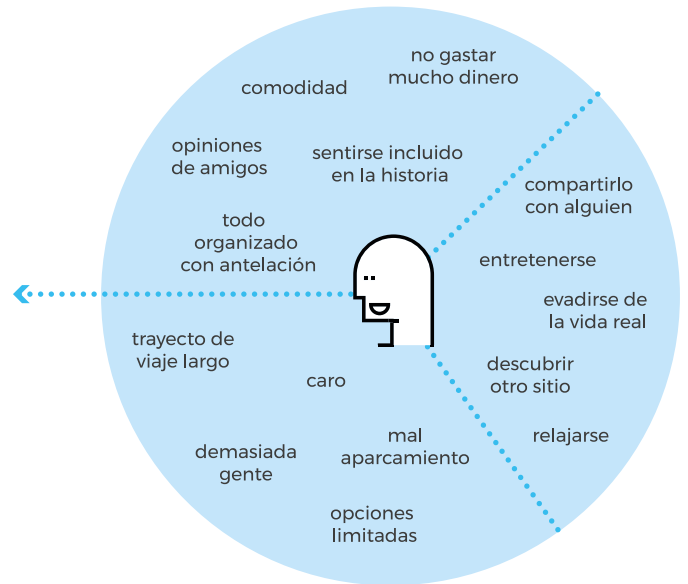 no gastar
mucho dinero
comodidad
opiniones
de amigos
sentirse incluido
en la historia
todo
organizado
con antelación
compartirlo
con alguien
entretenerse
evadirse de
la vida real
descubrir
otro sitio
relajarse
trayecto de
viaje largo
caro
demasiada
gente
mal
aparcamiento
opciones
limitadas